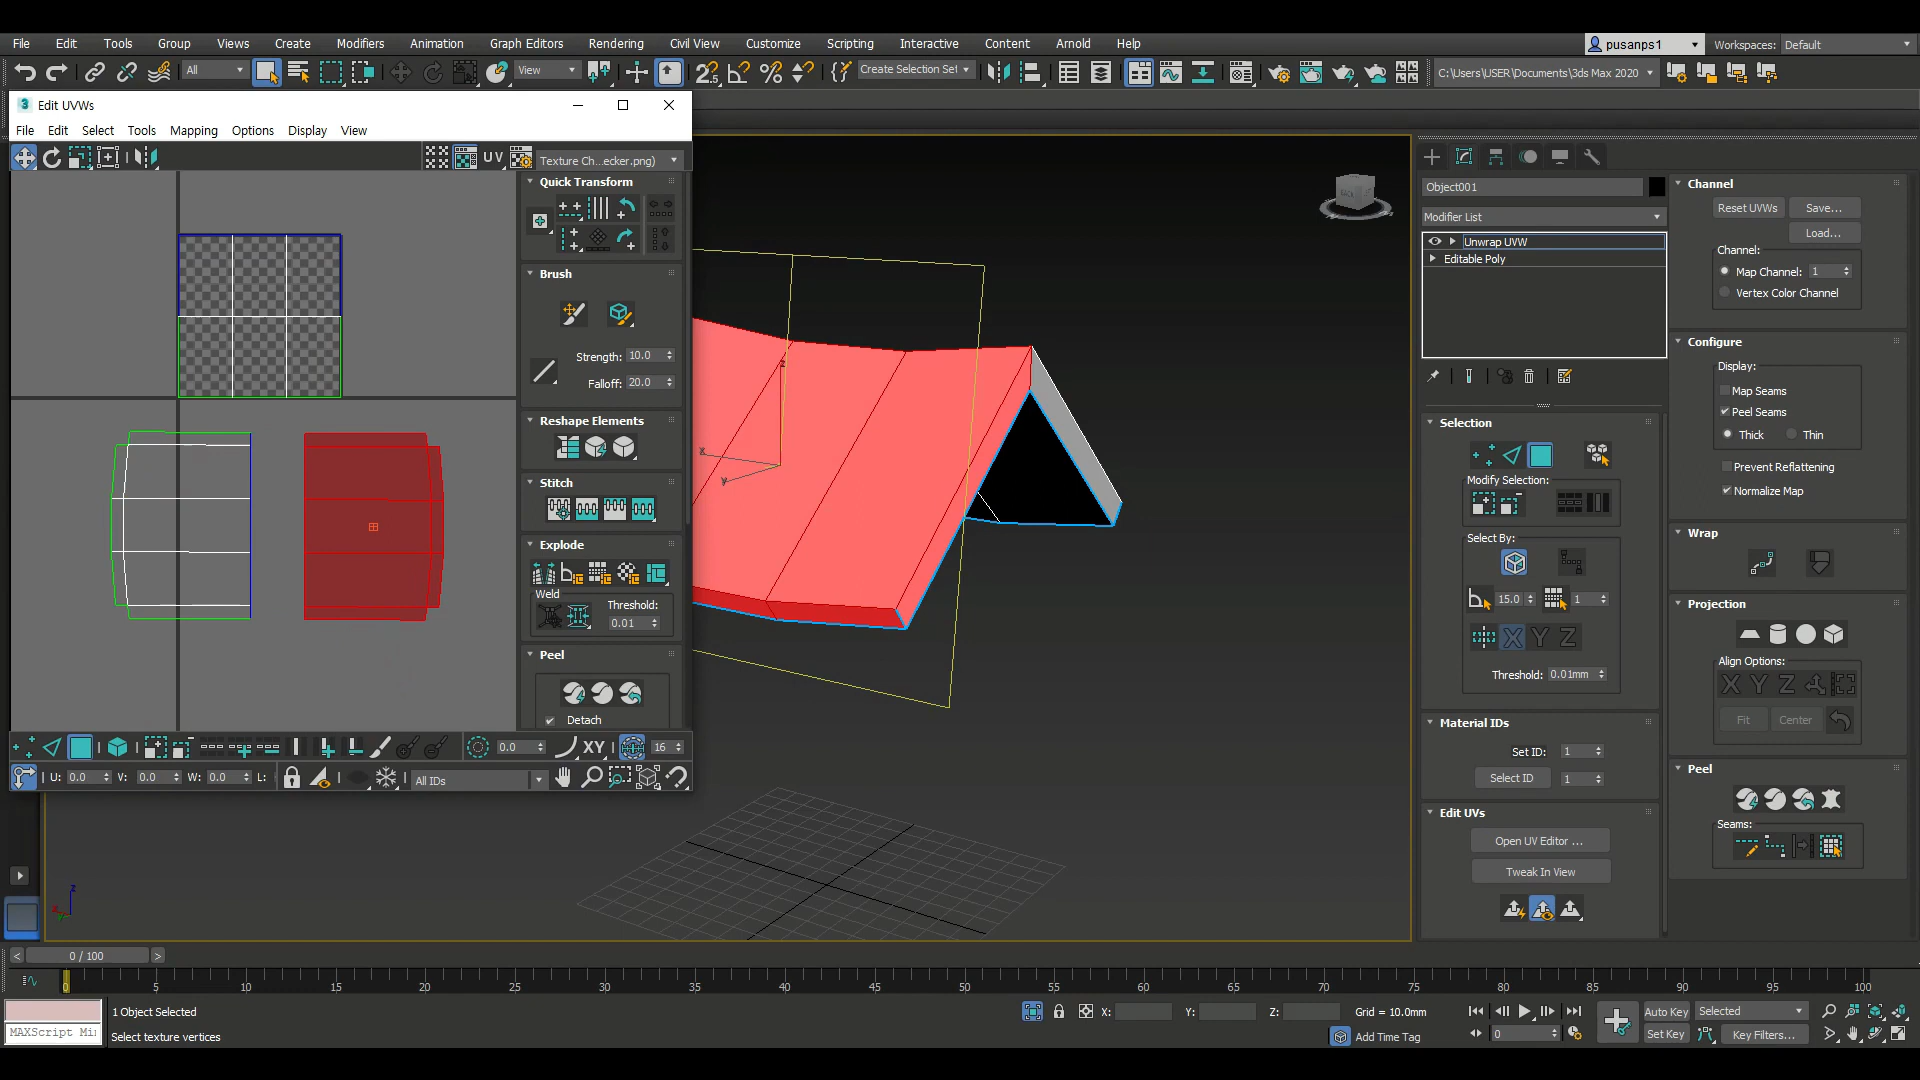 File Edit Tools Group Views Create Modifiers Animation Graph Editors Rendering Civil View Customize Scripting Interactive Content Arnold Help
pusanps1 Workspaces: Default
All View Create Selection Set C:\Users\USER\Documents\3ds Max 2020
Edit UVWs
File Edit Select Tools Mapping Options Display View
UV Texture Ch...ecker.png)
Quick Transform
Brush
Strength: 10.0
Falloff: 20.0
Reshape Elements
Stitch
Explode
Weld Threshold:
0.01
Peel
Detach
0.0 XY 16
U: 0.0 V: 0.0 W: 0.0 L: All IDs
z
x
y
Object001
Modifier List
Unwrap UVW
Editable Poly
Selection
Modify Selection:
Select By:
15.0 1
X Y Z
Threshold: 0.01mm
Material IDs
Set ID: 1
Select ID 1
Edit UVs
Open UV Editor ...
Tweak In View
Channel
Reset UVWs Save...
Load...
Channel:
Map Channel: 1
Vertex Color Channel
Configure
Display:
Map Seams
Peel Seams
Thick Thin
Prevent Reflattening
Normalize Map
Wrap
Projection
Align Options:
X Y Z
Fit Center
Peel
Seams:
z
x
y
< 0 / 100 >
0 5 10 15 20 25 30 35 40 45 50 55 60 65 70 75 80 85 90 95 100
1 Object Selected X: Y: Z: Grid = 10.0mm Auto Key Selected
MAXScript Mi Select texture vertices Add Time Tag 0 Set Key Key Filters...